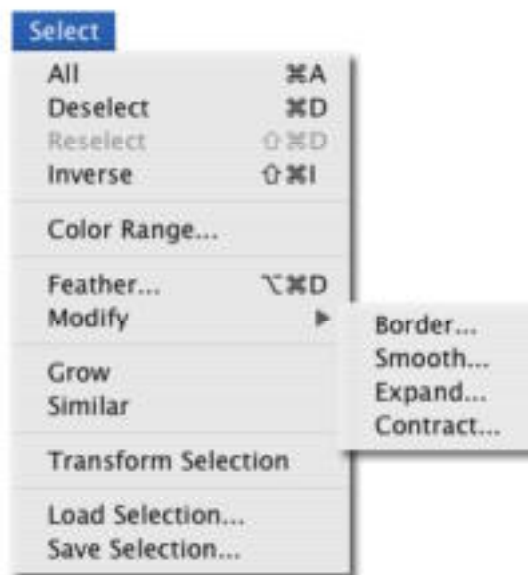 Select
All ⌘A
Deselect ⌘D
Reselect ⇧⌘D
Inverse ⇧⌘I
Color Range...
Feather... ⌥⌘D
Modify ▶
Border...
Smooth...
Expand...
Contract...
Grow
Similar
Transform Selection
Load Selection...
Save Selection...